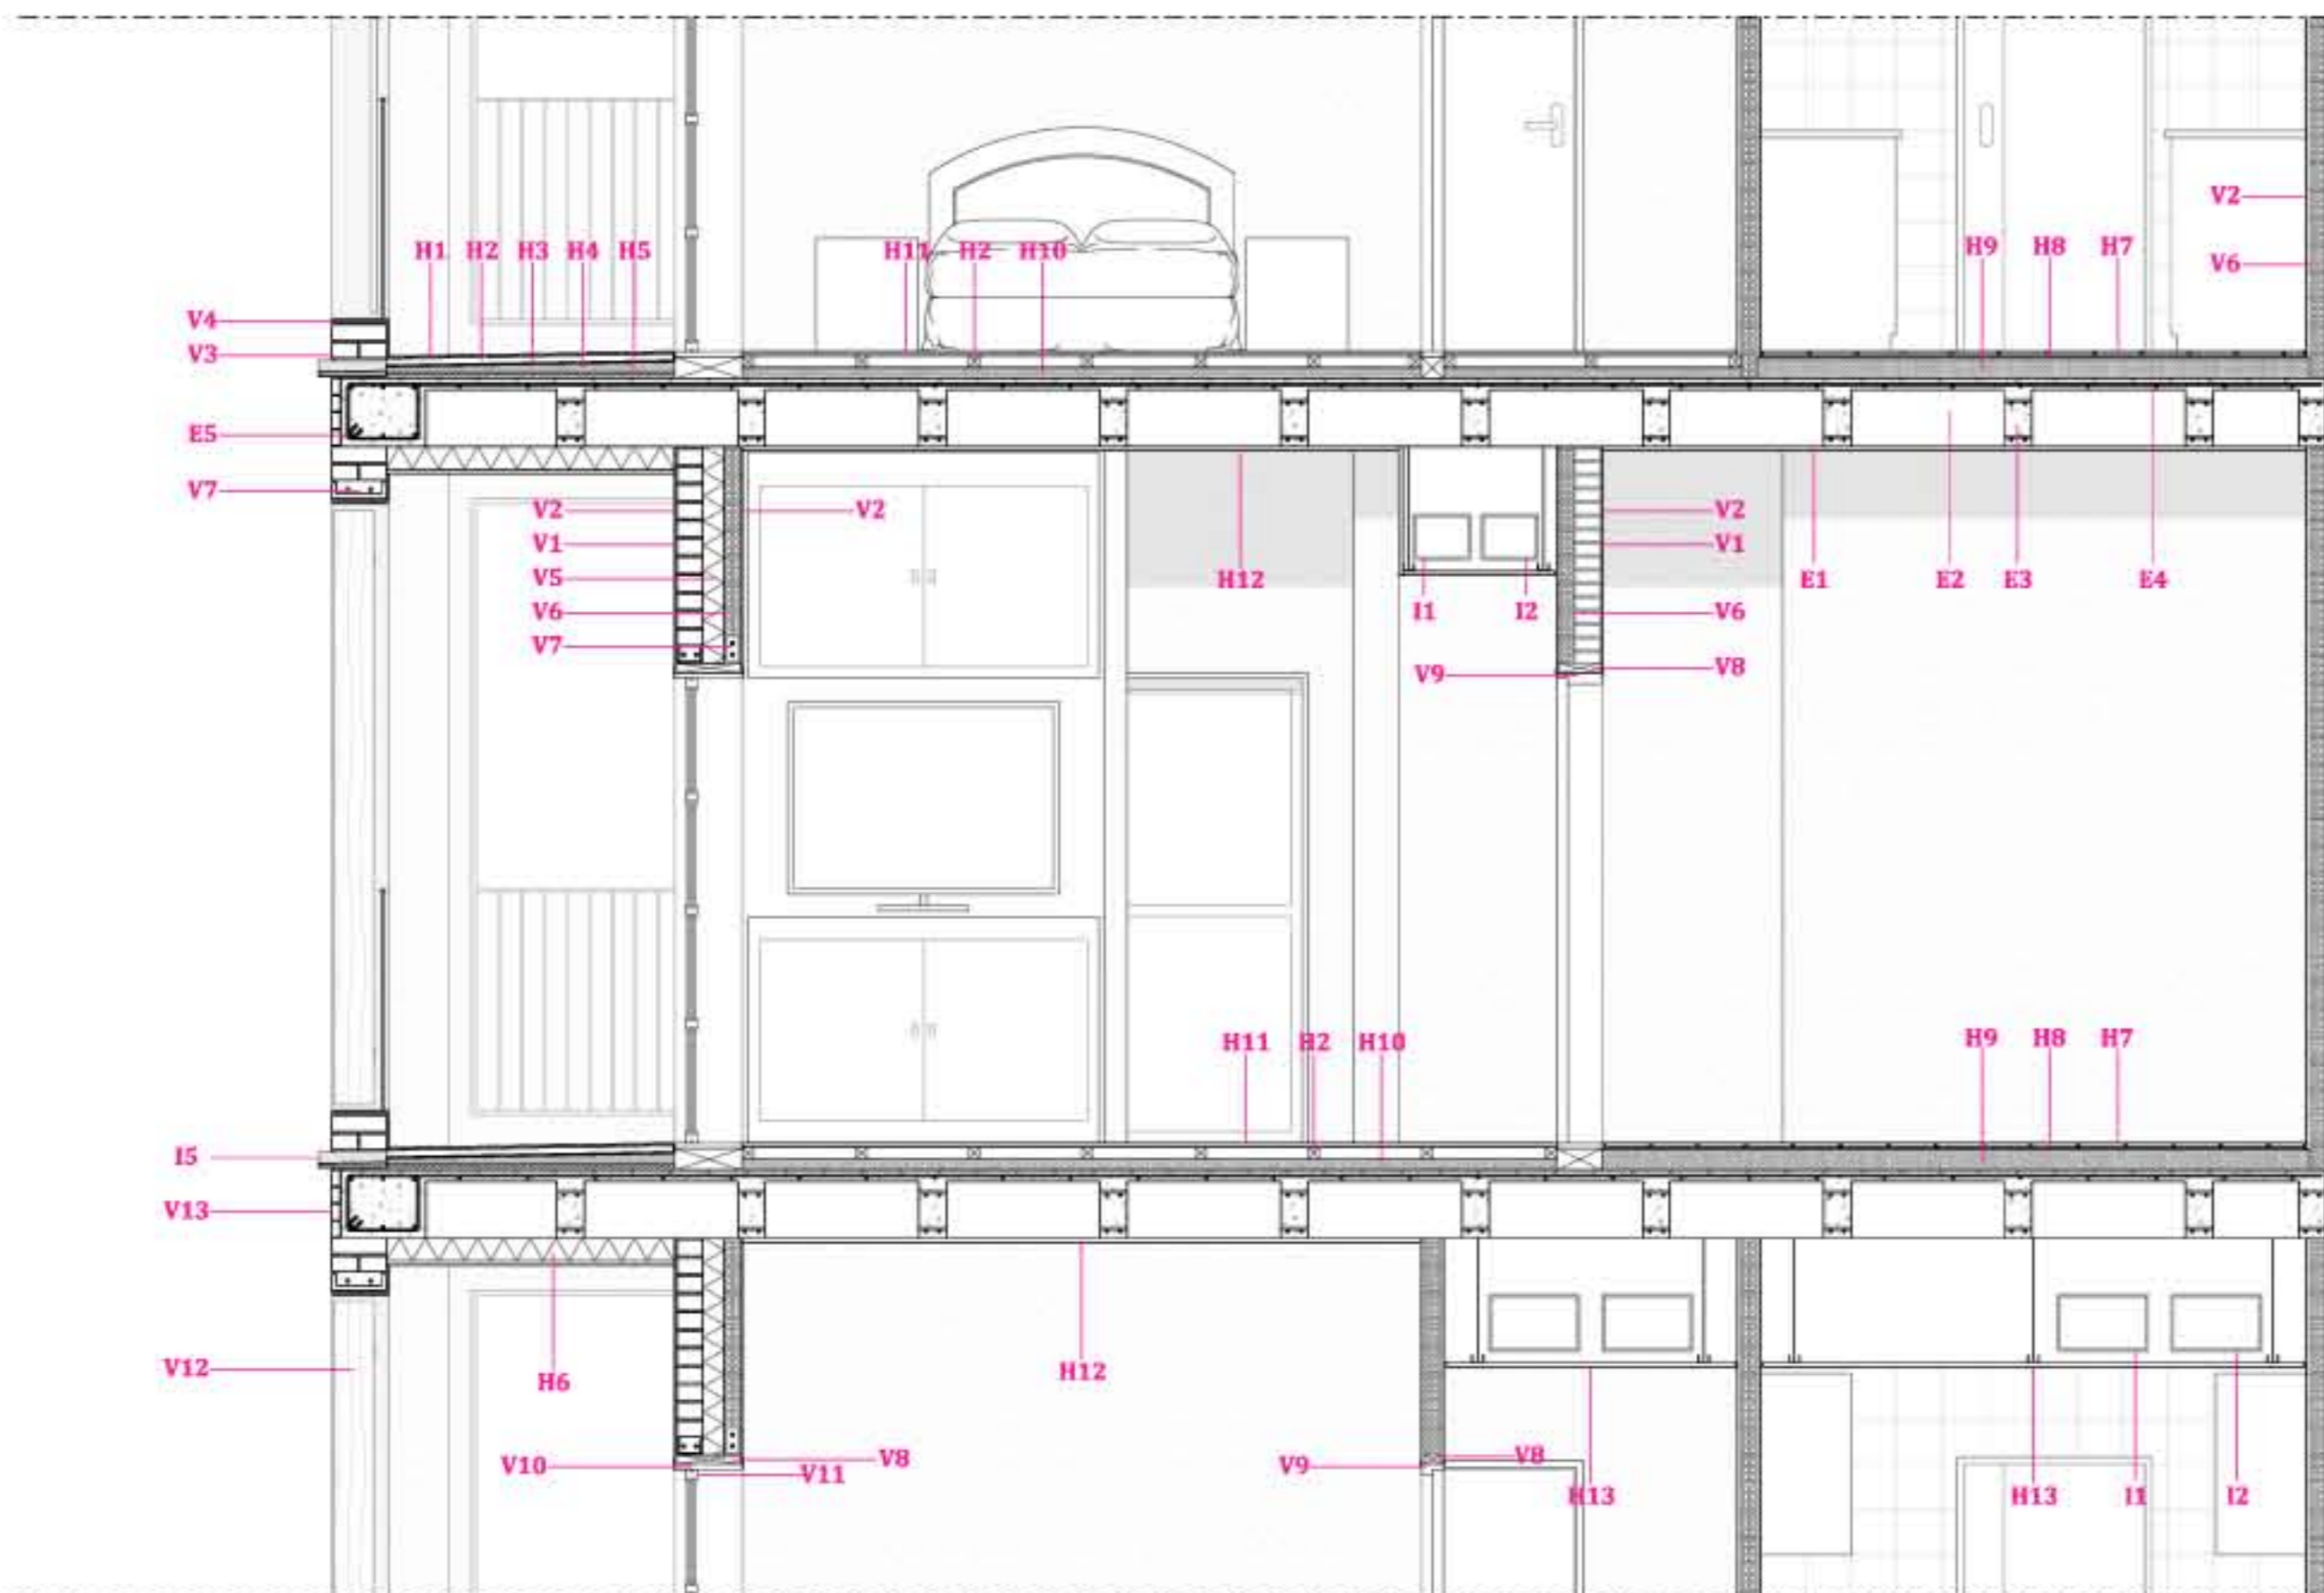 V2
H9 H8 H7
H1 H2 H3 H4 H5 H11 H2 H10
V6
V4
V3
E5
V7
V2 V2 V2
V1 V1
V5 H12 E1 E2 E3 E4
V6 I1 I2 V6
V7
V9 V8
H11 H2 H10 H9 H8 H7
I5
V13
V12 H6 H12
V10 V8 V11 V9 V8
H13 H13 I1 I2